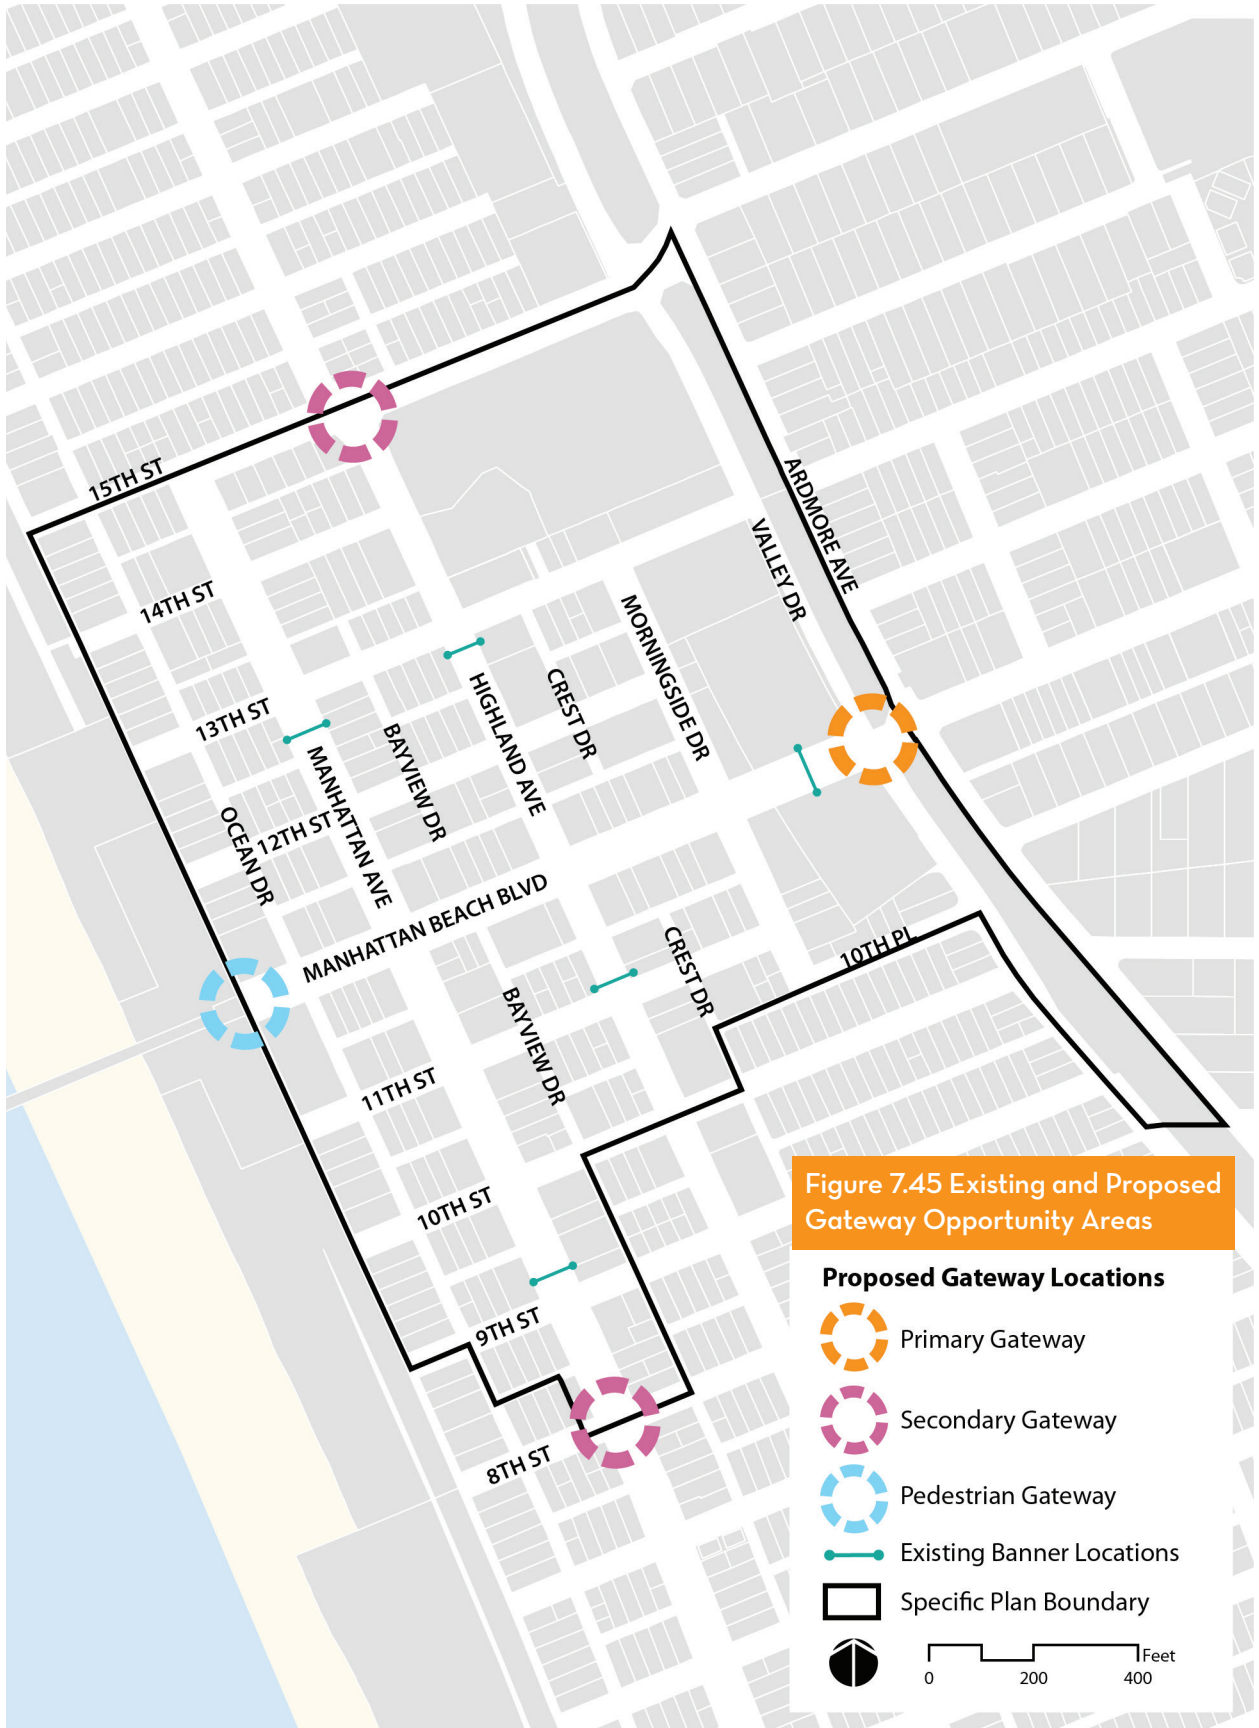 15TH ST
ARDMORE AVE
VALLEY DR
14TH ST
MORNINGSIDE DR
CREST DR
HIGHLAND AVE
13TH ST
BAYVIEW DR
MANHATTAN AVE
OCEAN DR
12TH ST
MANHATTAN BEACH BLVD
10TH PL
CREST DR
BAYVIEW DR
11TH ST
10TH ST
9TH ST
8TH ST
Figure 7.45 Existing and Proposed
Gateway Opportunity Areas
Proposed Gateway Locations
Primary Gateway
Secondary Gateway
Pedestrian Gateway
Existing Banner Locations
Specific Plan Boundary
Feet
0 200 400